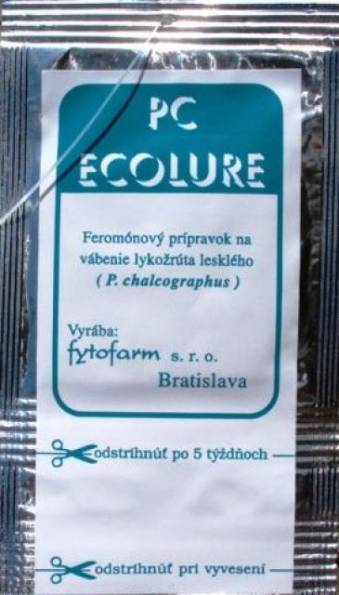 PC
ECOLURE
Feromónový prípravok na
vábenie lykožrúta lesklého
( P. chalcographus )
Vyrába:
fytofarm s. r. o.
Bratislava
odstrihnúť po 5 týždňoch
odstrihnúť pri vyvesení